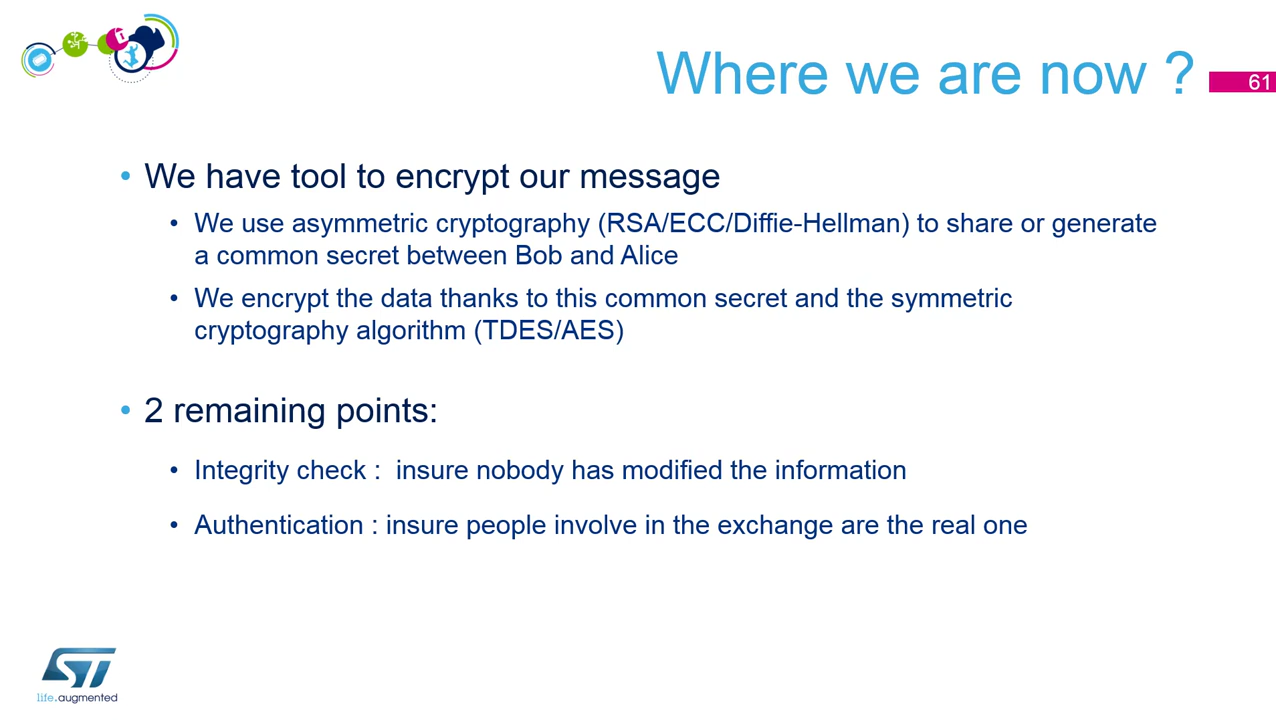 Where we are now ?
61
• We have tool to encrypt our message
• We use asymmetric cryptography (RSA/ECC/Diffie-Hellman) to share or generate
a common secret between Bob and Alice
• We encrypt the data thanks to this common secret and the symmetric
cryptography algorithm (TDES/AES)
• 2 remaining points:
• Integrity check :  insure nobody has modified the information
• Authentication : insure people involve in the exchange are the real one
ST
life.augmented